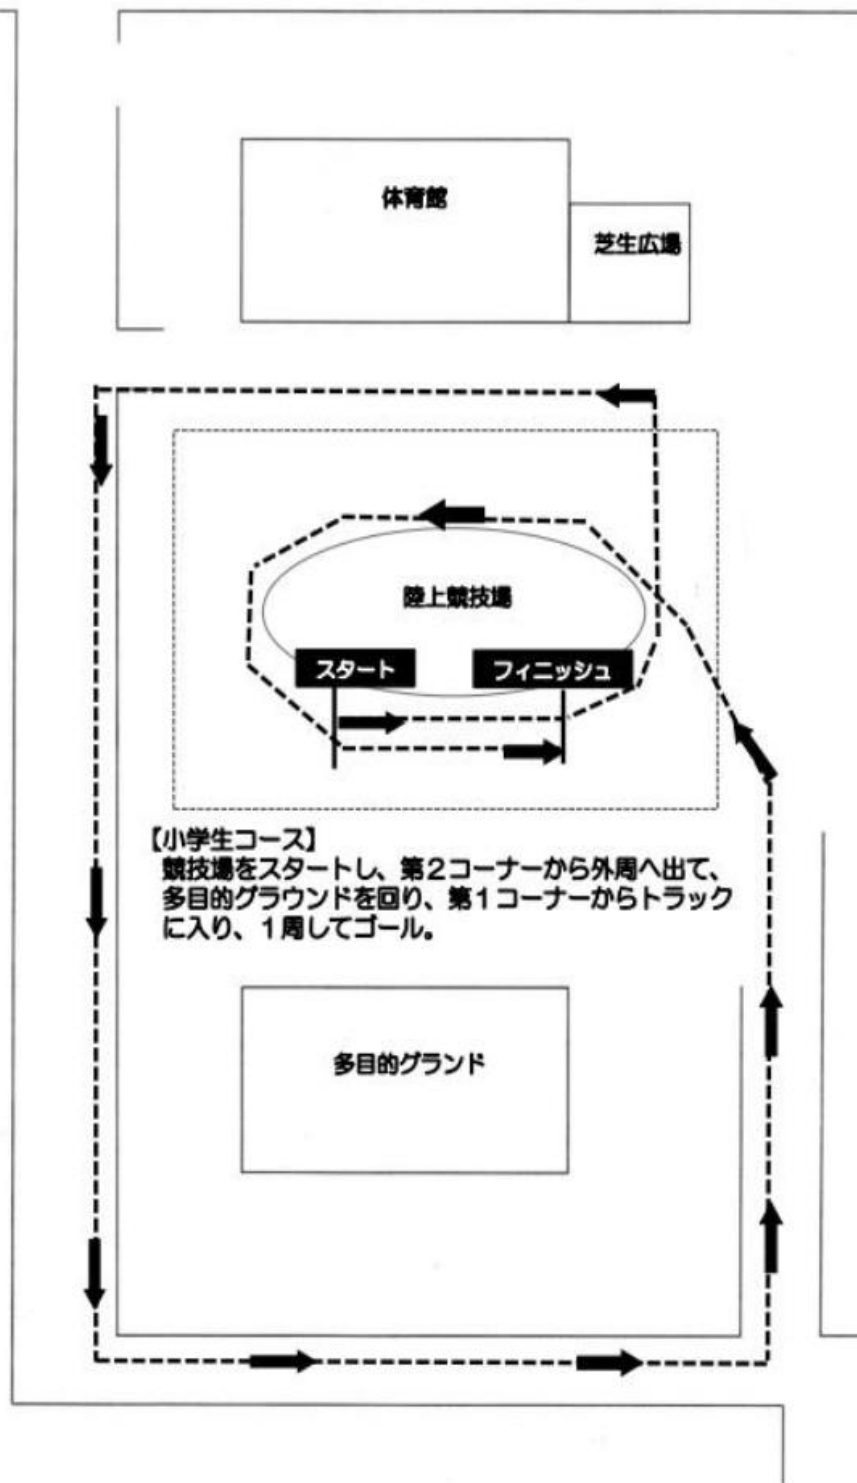 体育館
芝生広場
陸上競技場
スタート
フィニッシュ
【小学生コース】
競技場をスタートし、第2コーナーから外周へ出て、
多目的グラウンドを回り、第1コーナーからトラック
に入り、1周してゴール。
多目的グランド